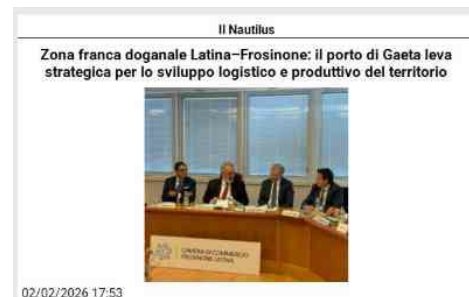 Il Nautilus
Zona franca doganale Latina–Frosinone: il porto di Gaeta leva
strategica per lo sviluppo logistico e produttivo del territorio
CAMERA DI COMMERCIO
FROSINONE LATINA
02/02/2026 17:53